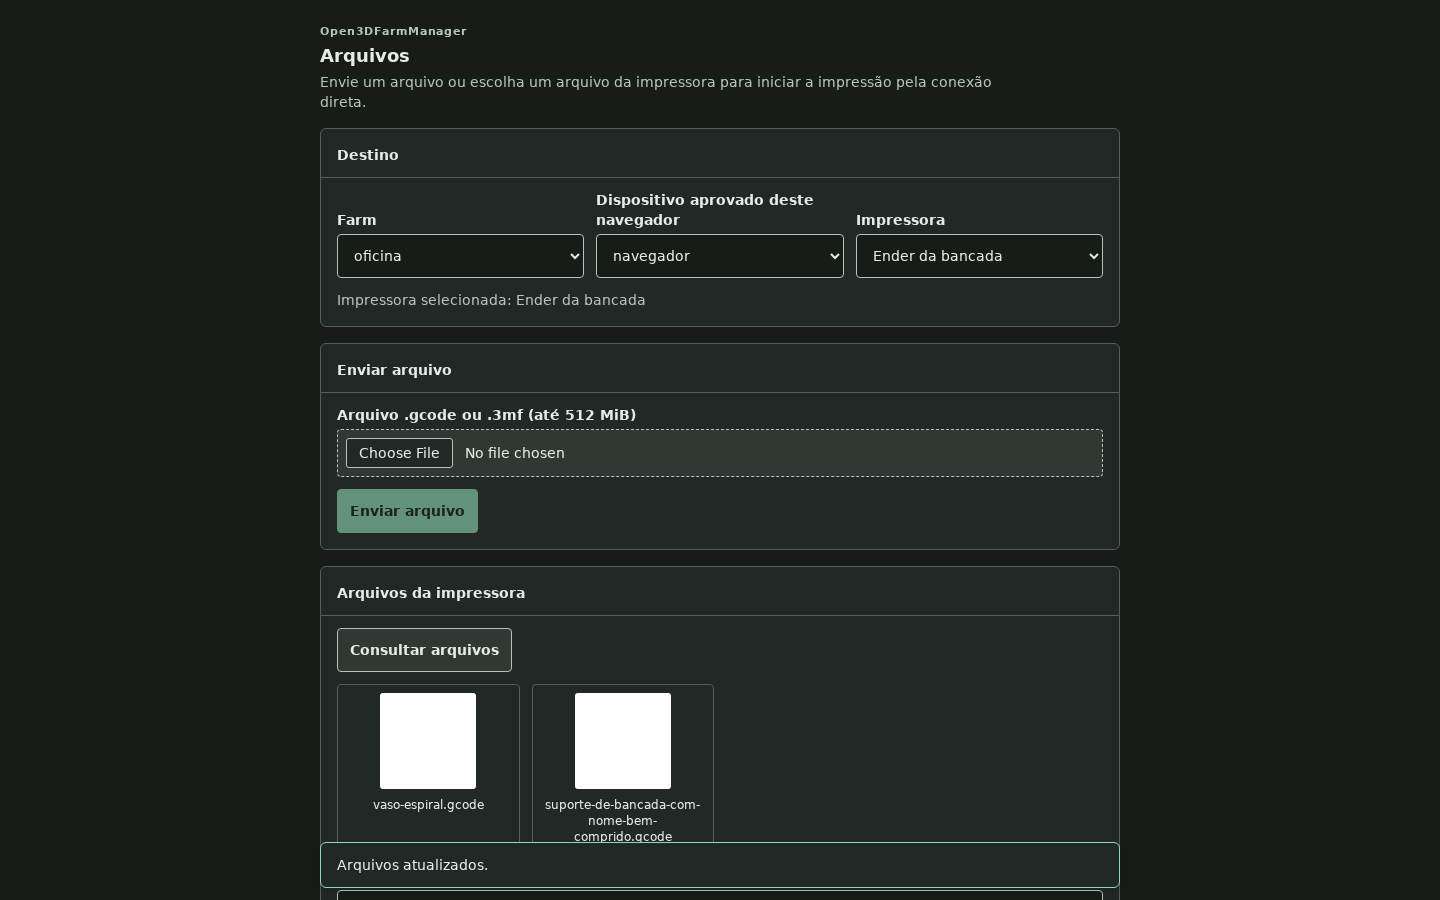 Open3DFarmManager
Arquivos
Envie um arquivo ou escolha um arquivo da impressora para iniciar a impressão pela conexão
direta.
Destino
Farm
Dispositivo aprovado deste
navegador
Impressora
oficina
navegador
Ender da bancada
Impressora selecionada: Ender da bancada
Enviar arquivo
Arquivo .gcode ou .3mf (até 512 MiB)
Choose File
No file chosen
Enviar arquivo
Arquivos da impressora
Consultar arquivos
vaso-espiral.gcode
suporte-de-bancada-com-
nome-bem-
comprido.gcode
Arquivos atualizados.